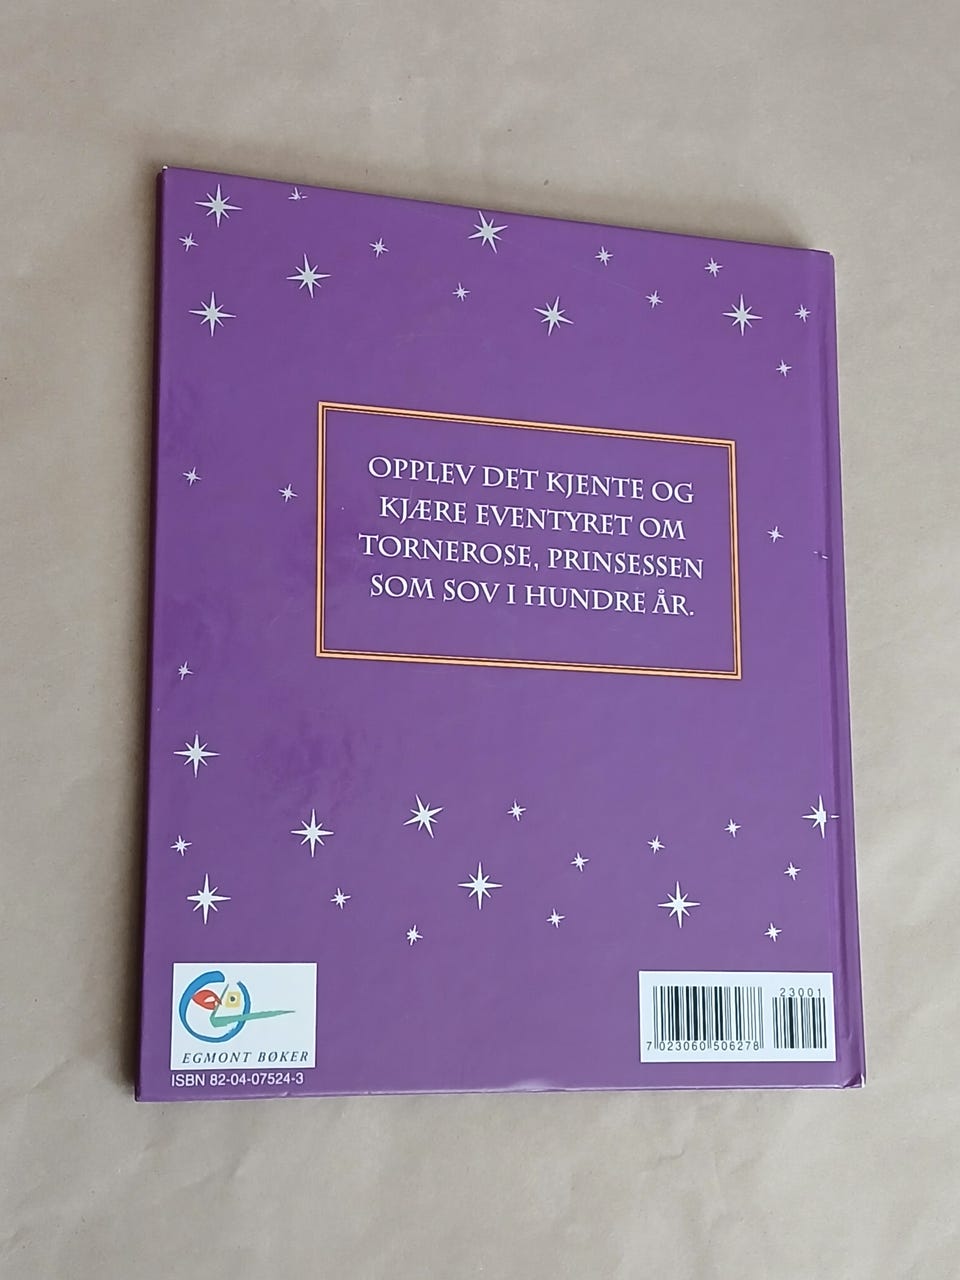 OPPLEV DET KJENTE OG
KJÆRE EVENTYRET OM
TORNEROSE, PRINSESSEN
SOM SOV I HUNDRE ÅR.
EGMONT BØKER
ISBN 82-04-07524-3
23001
7 023060 506278